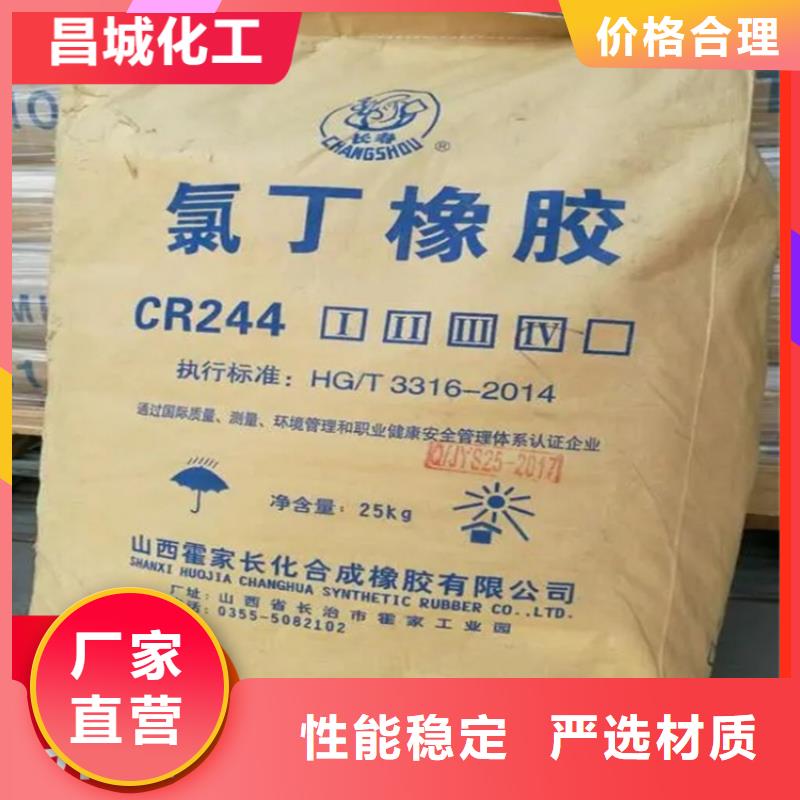 昌城化工
价格合理
长春
CHANGSHOU ®
氯丁橡胶
CR244 I II III IV
执行标准：HG/T 3316-2014
通过国际质量、测量、环境管理和职业健康安全管理体系认证企业
Q/JYS25-2017
净含量：25kg
山西霍家长化合成橡胶有限公司
SHANXI HUOJIA CHANGHUA SYNTHETIC RUBBER CO.,LTD.
厂址：山西省长治市霍家工业园
0355-5082102
厂家
直营
性能稳定 严选材质